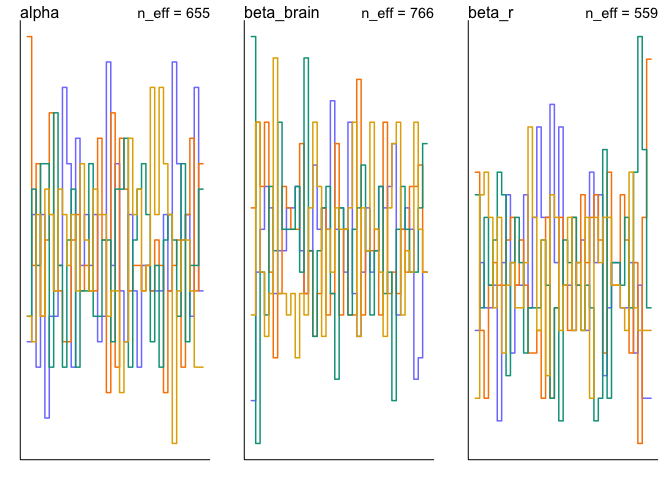 alpha n_eff = 655
beta_brain n_eff = 766
beta_r n_eff = 559